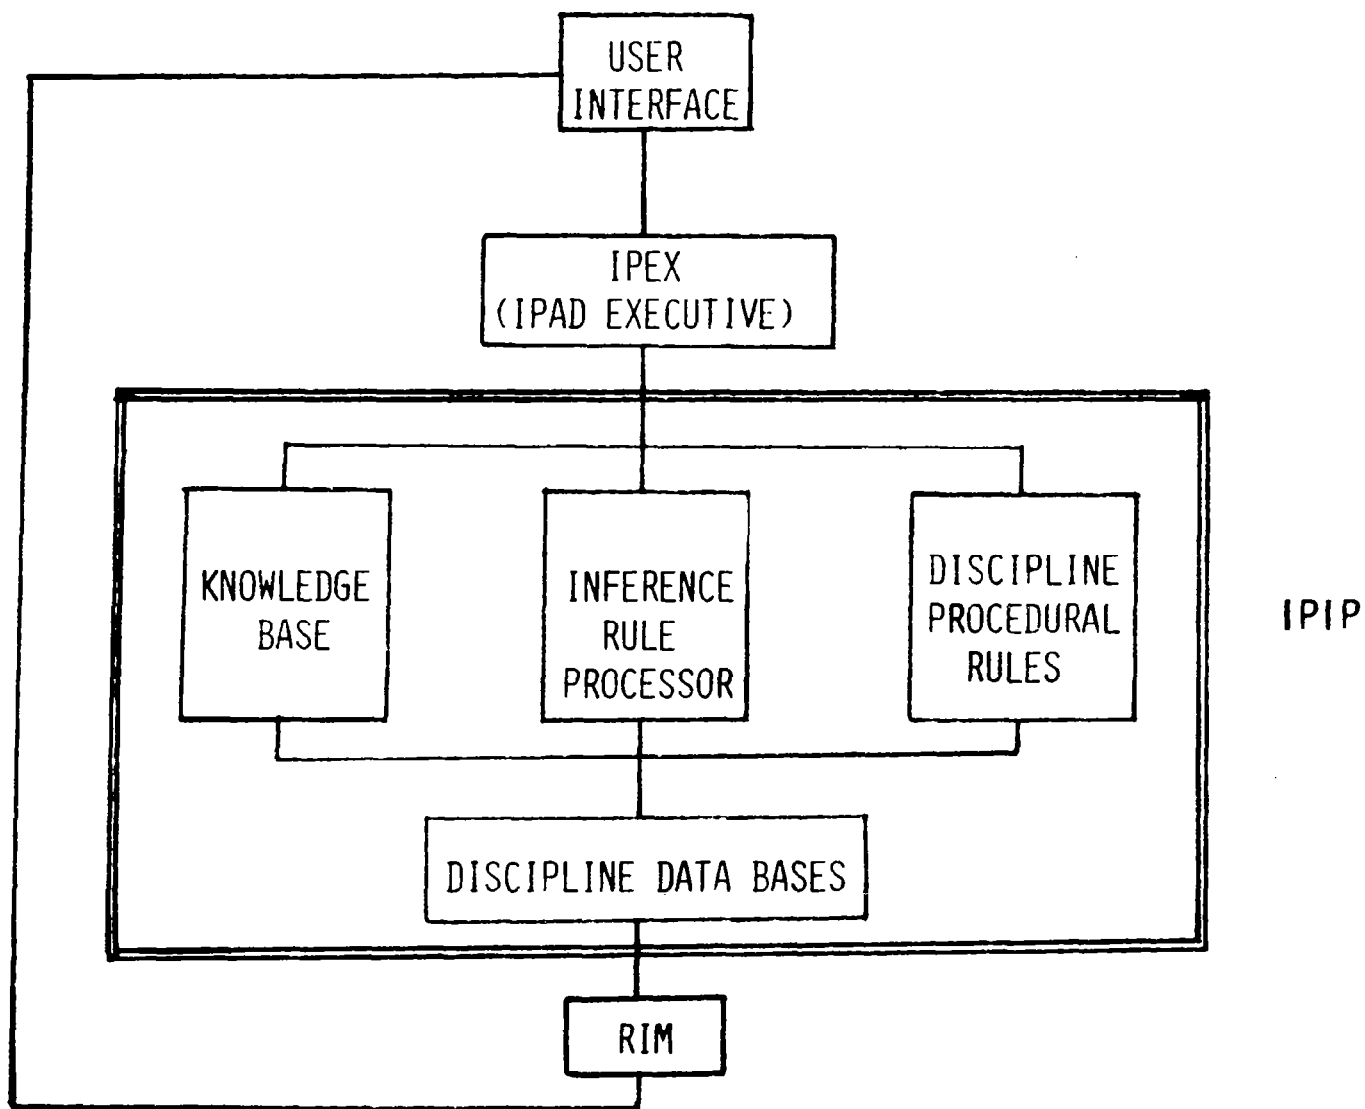 USER
INTERFACE
IPEX
(IPAD EXECUTIVE)
KNOWLEDGE
BASE
INFERENCE
RULE
PROCESSOR
DISCIPLINE
PROCEDURAL
RULES
IPIP
DISCIPLINE DATA BASES
RIM